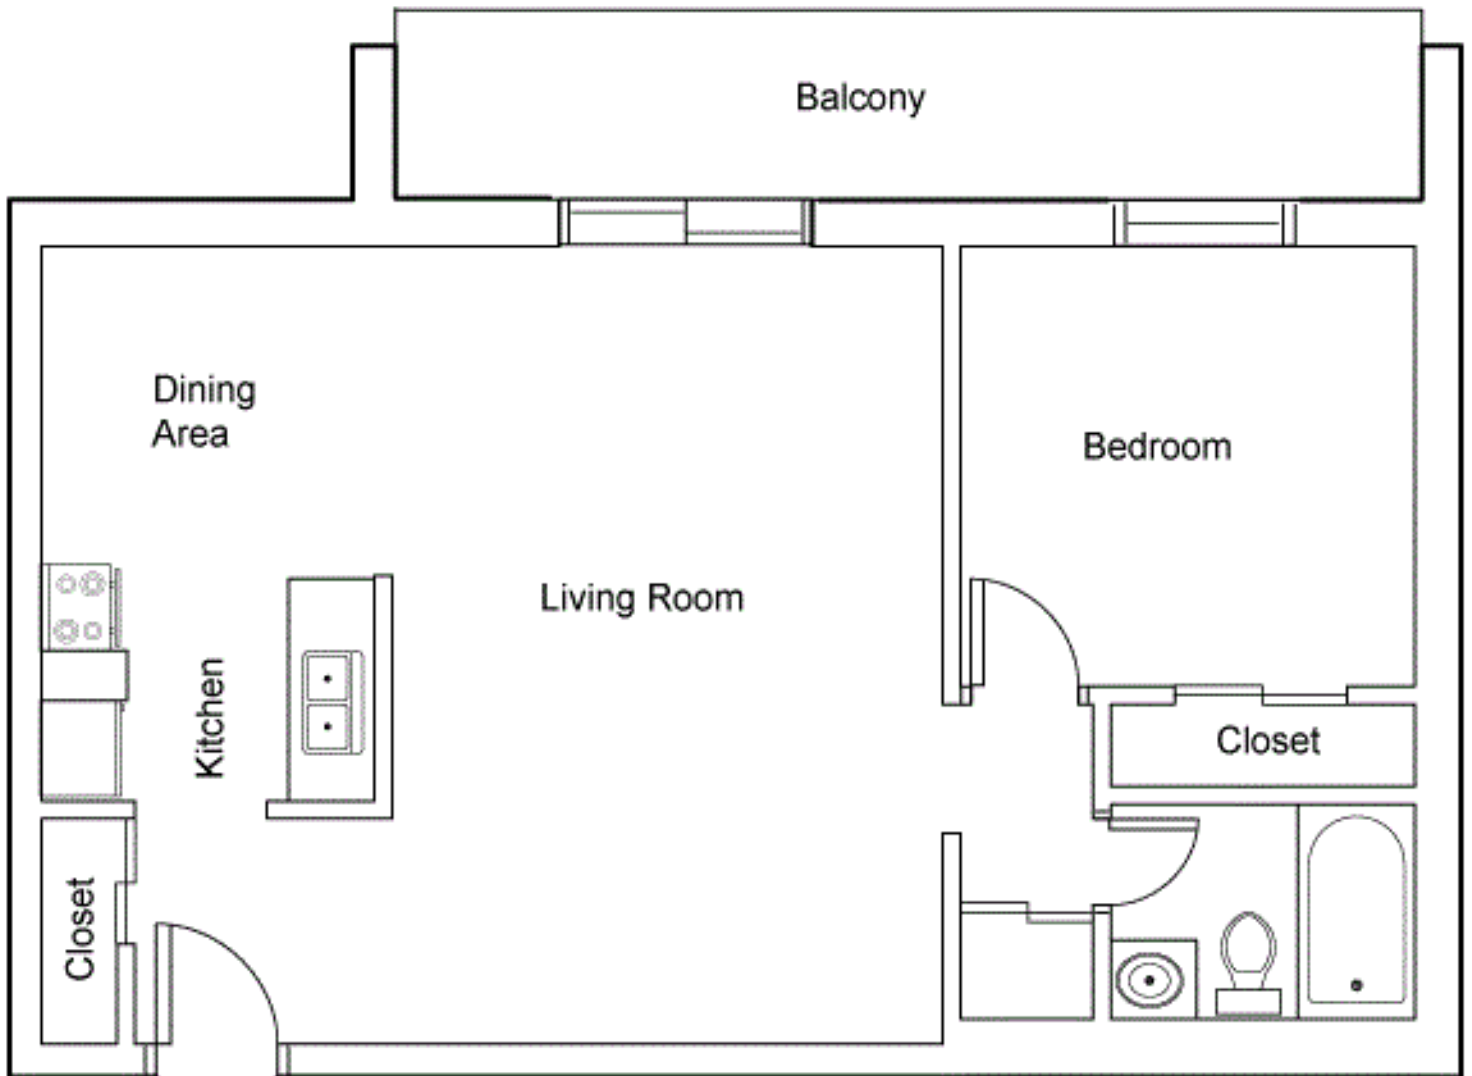 Balcony
Dining
Area
Bedroom
Living Room
Kitchen
Closet
Closet